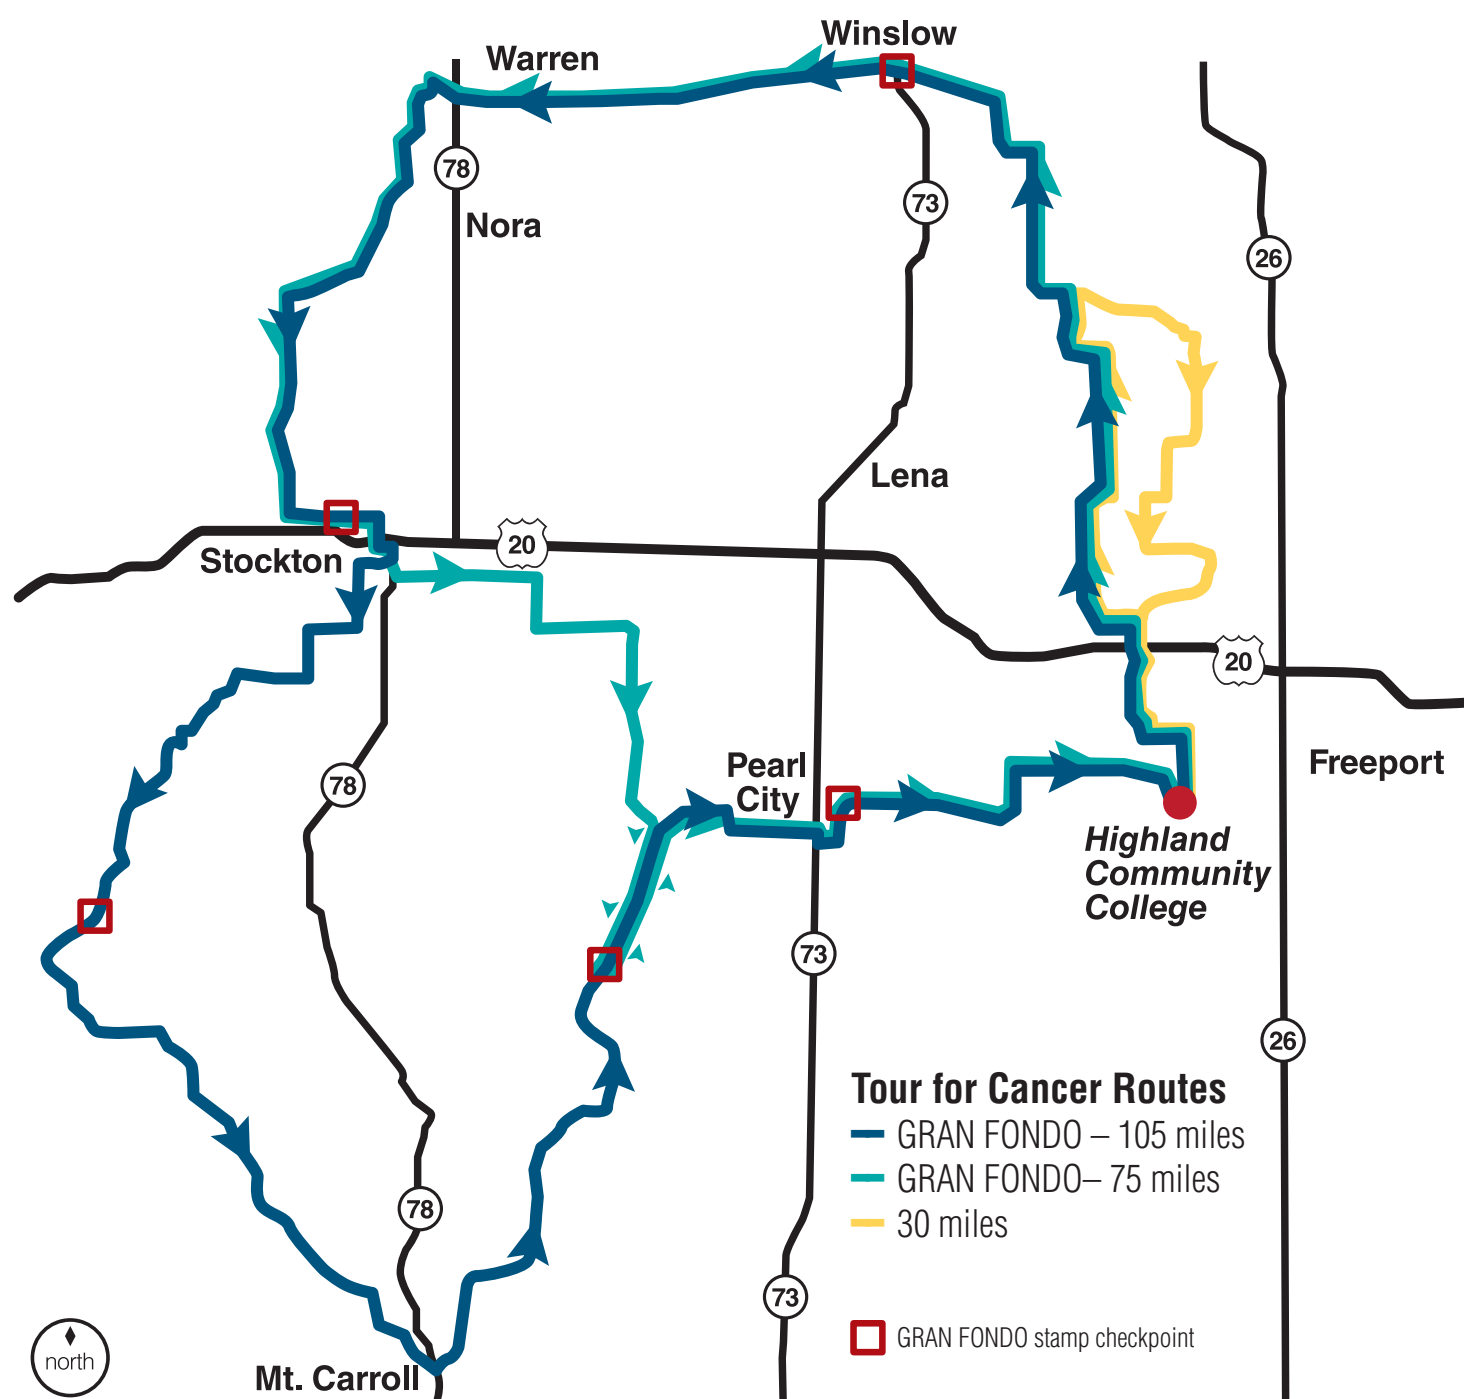 Winslow
Warren
78
73
Nora
26
Lena
20
Stockton
20
Pearl
City
Freeport
78
Highland
Community
College
73
26
Tour for Cancer Routes
GRAN FONDO – 105 miles
GRAN FONDO– 75 miles
30 miles
78
73
GRAN FONDO stamp checkpoint
north
Mt. Carroll